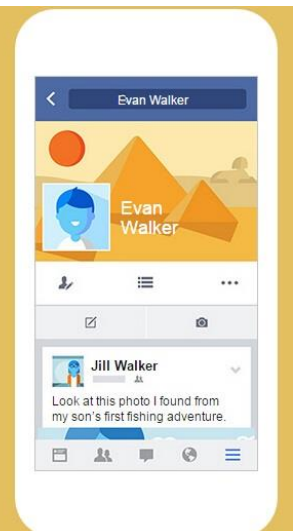 Evan Walker
Evan
Walker
Jill Walker
Look at this photo I found from
my son's first fishing adventure.